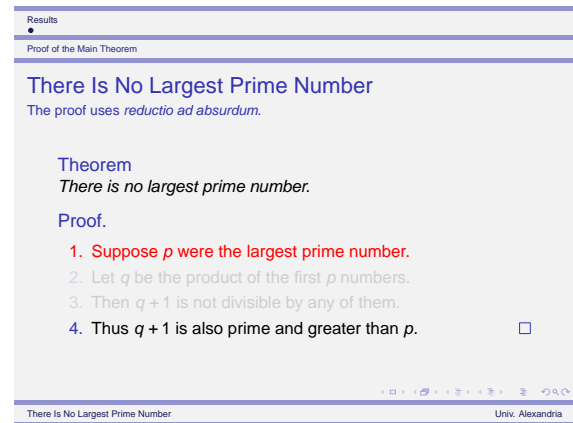 Results
Proof of the Main Theorem
There Is No Largest Prime Number
The proof uses reductio ad absurdum.
Theorem
There is no largest prime number.
Proof.
1. Suppose p were the largest prime number.
2. Let q be the product of the first p numbers.
3. Then q + 1 is not divisible by any of them.
4. Thus q + 1 is also prime and greater than p.
There Is No Largest Prime Number Univ. Alexandria